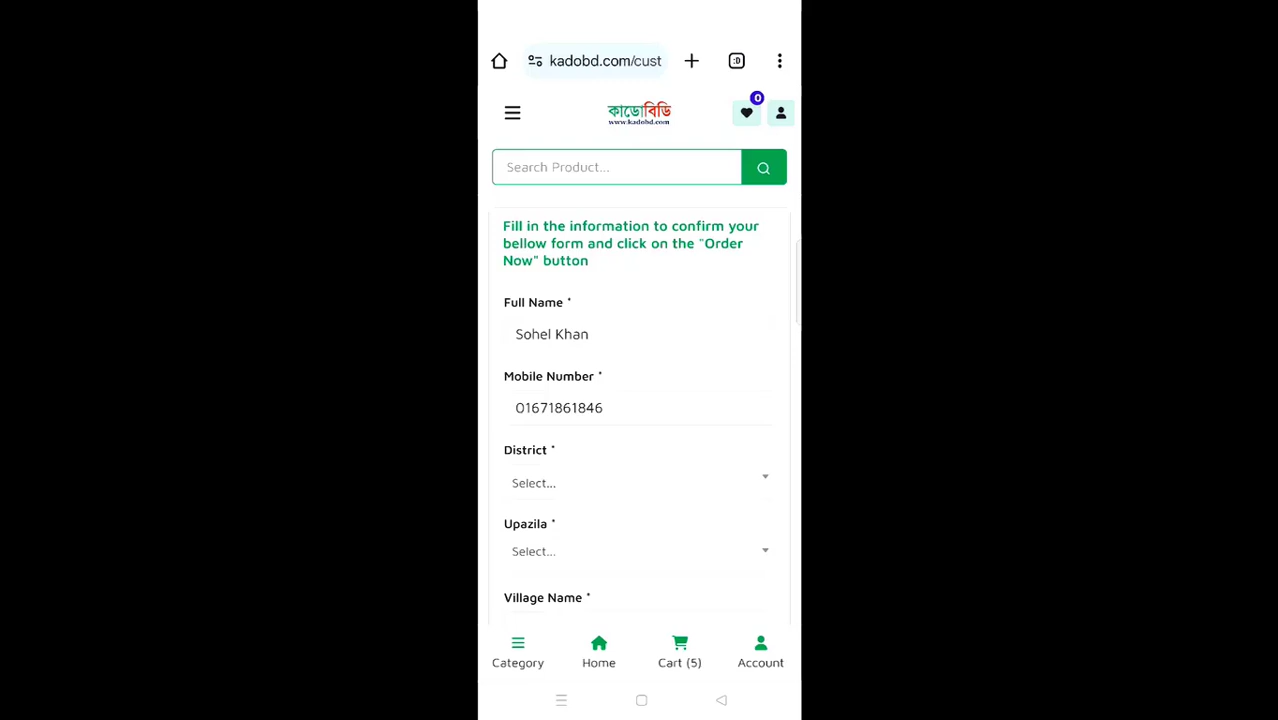 kadobd.com/cust
:D
0
কাডোবিডি
www.kadobd.com
Search Product...
Fill in the information to confirm your
bellow form and click on the "Order
Now" button
Full Name *
Sohel Khan
Mobile Number *
01671861846
District *
Select...
Upazila *
Select...
Village Name *
Category
Home
Cart (5)
Account